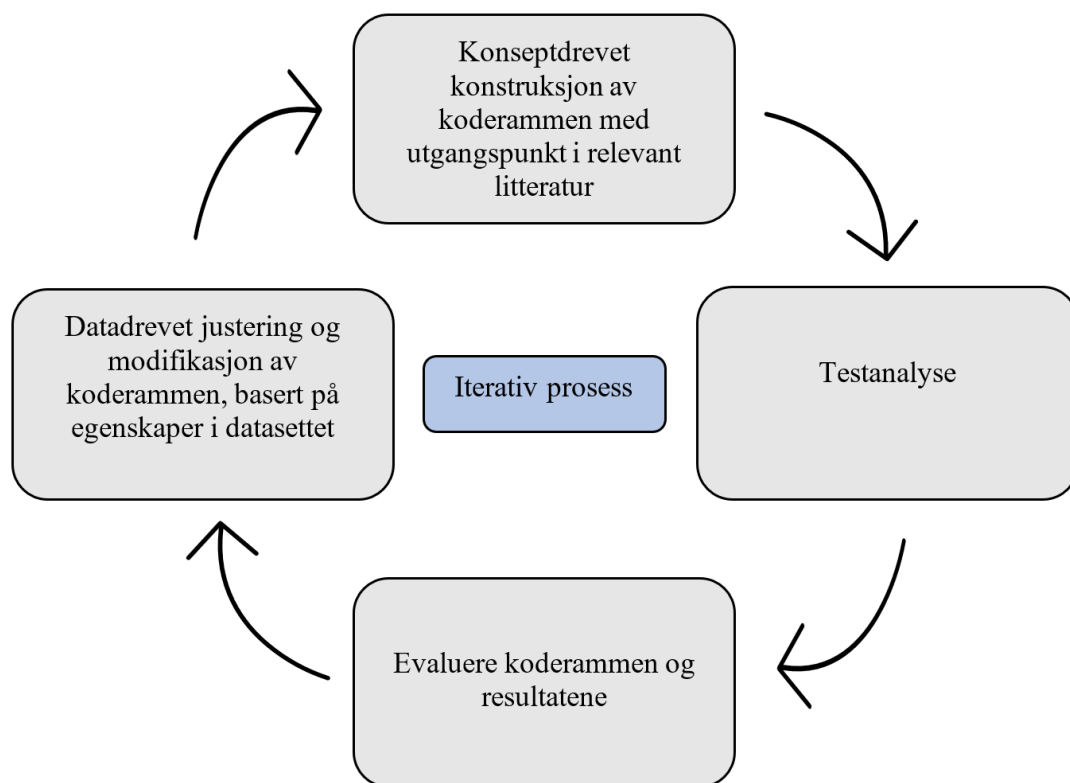 Konseptdrevet
konstruksjon av
koderammen med
utgangspunkt i relevant
litteratur
Testanalyse
Evaluere koderammen og
resultatene
Datadrevet justering og
modifikasjon av
koderammen, basert på
egenskaper i datasettet
Iterativ prosess